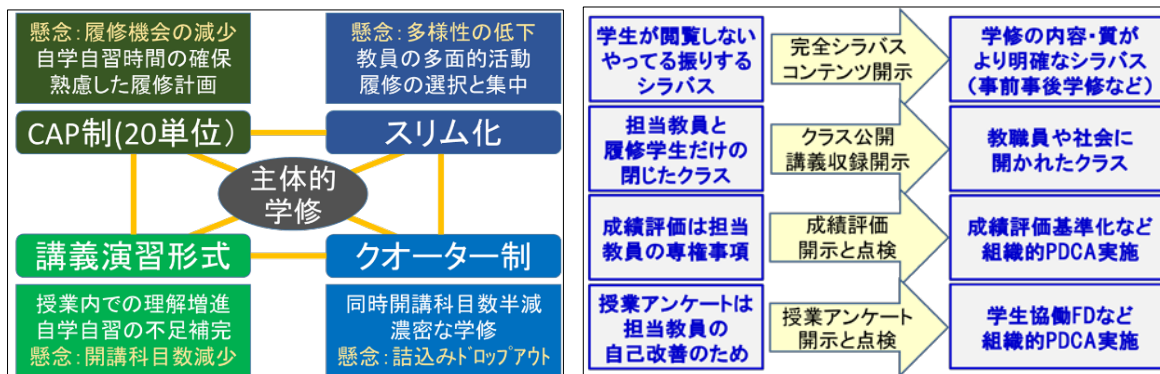 懸念：履修機会の減少
自学自習時間の確保
熟慮した履修計画
CAP制(20単位）
懸念：多様性の低下
教員の多面的活動
履修の選択と集中
スリム化
主体的
学修
講義演習形式
授業内での理解増進
自学自習の不足補完
懸念：開講科目数減少
クオーター制
同時開講科目数半減
濃密な学修
懸念：詰込みﾄﾞﾛｯﾌﾟｱｳﾄ
学生が閲覧しない
やってる振りする
シラバス
完全シラバス
コンテンツ開示
学修の内容・質が
より明確なシラバス
（事前事後学修など）
担当教員と
履修学生だけの
閉じたクラス
クラス公開
講義収録開示
教職員や社会に
開かれたクラス
成績評価は担当
教員の専権事項
成績評価
開示と点検
成績評価基準化など
組織的PDCA実施
授業アンケートは
担当教員の
自己改善のため
授業アンケート
開示と点検
学生協働FDなど
組織的PDCA実施